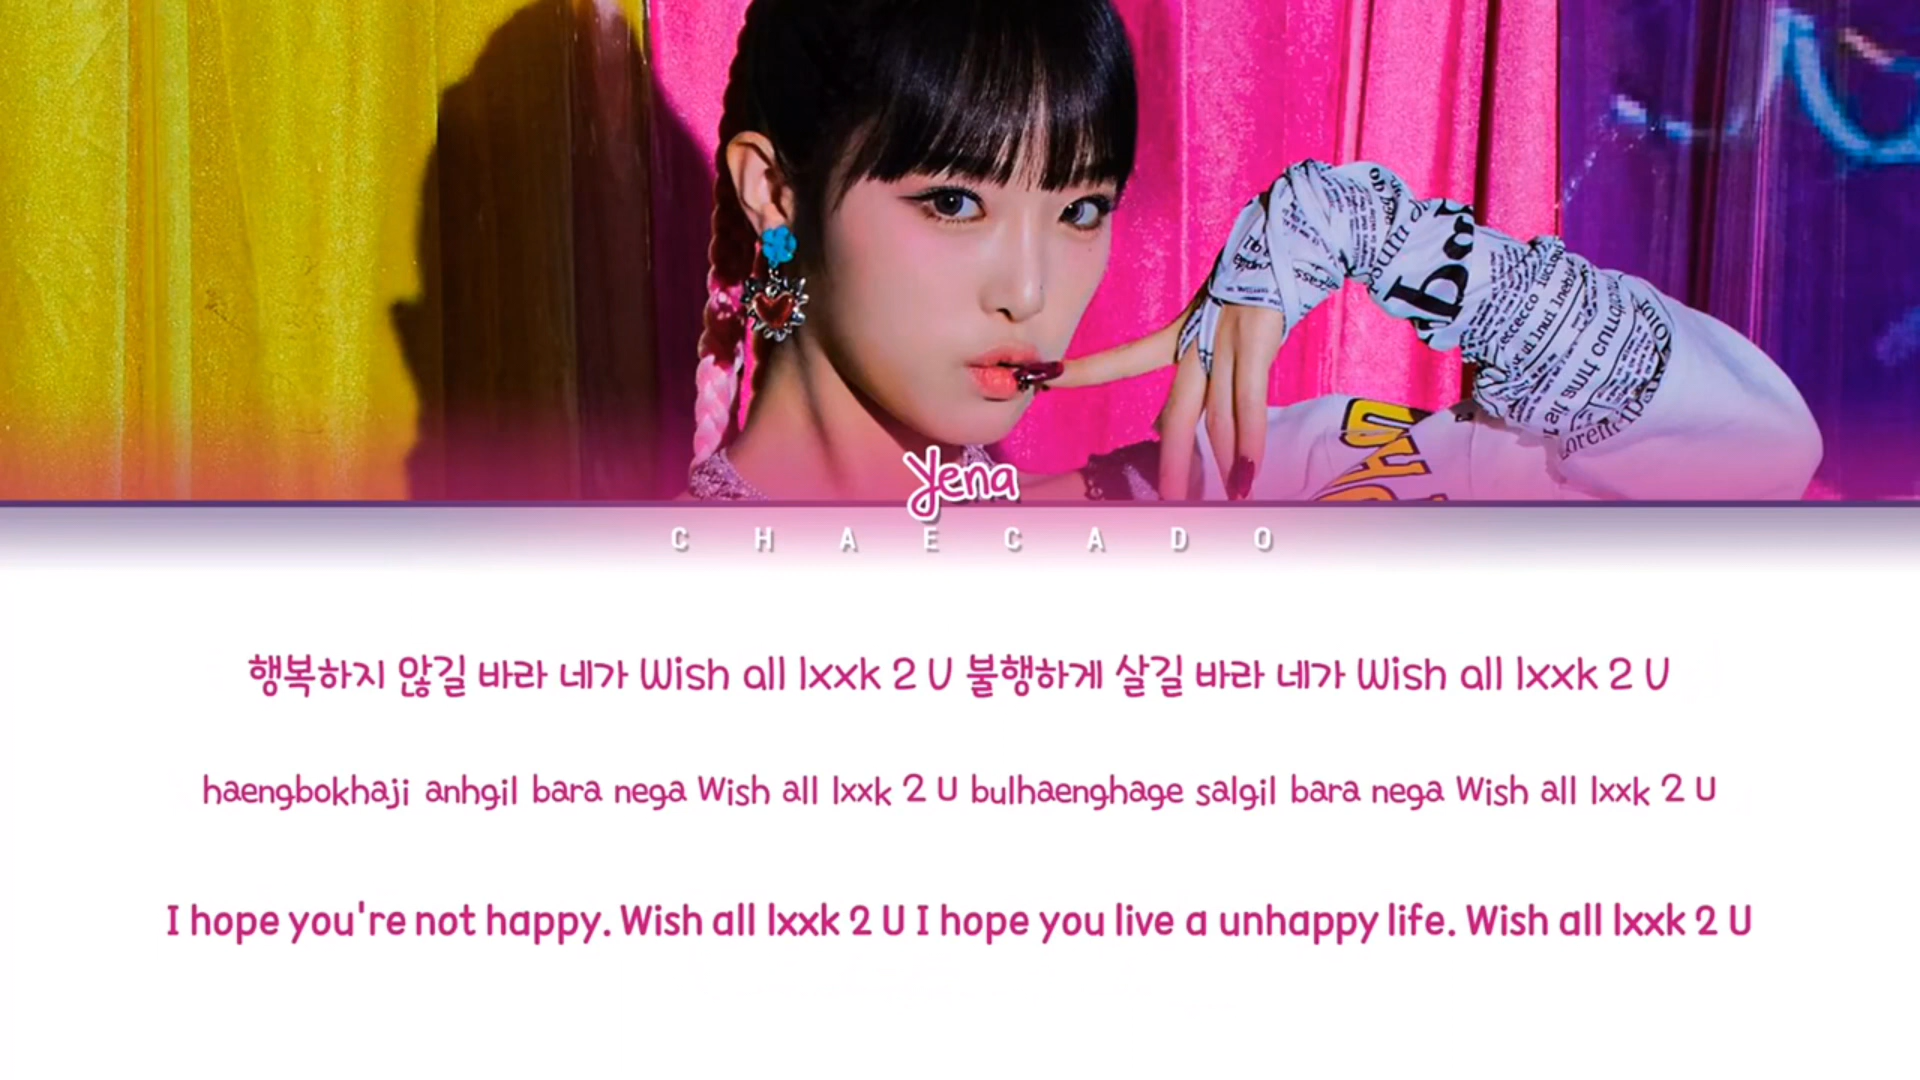 Yena
CHAECADO
행복하지 않길 바라 네가 Wish all lxxk 2 U 불행하게 살길 바라 네가 Wish all lxxk 2 U
haengbokhaji anhgil bara nega Wish all lxxk 2 U bulhaenghage salgil bara nega Wish all lxxk 2 U
I hope you're not happy. Wish all lxxk 2 U I hope you live a unhappy life. Wish all lxxk 2 U